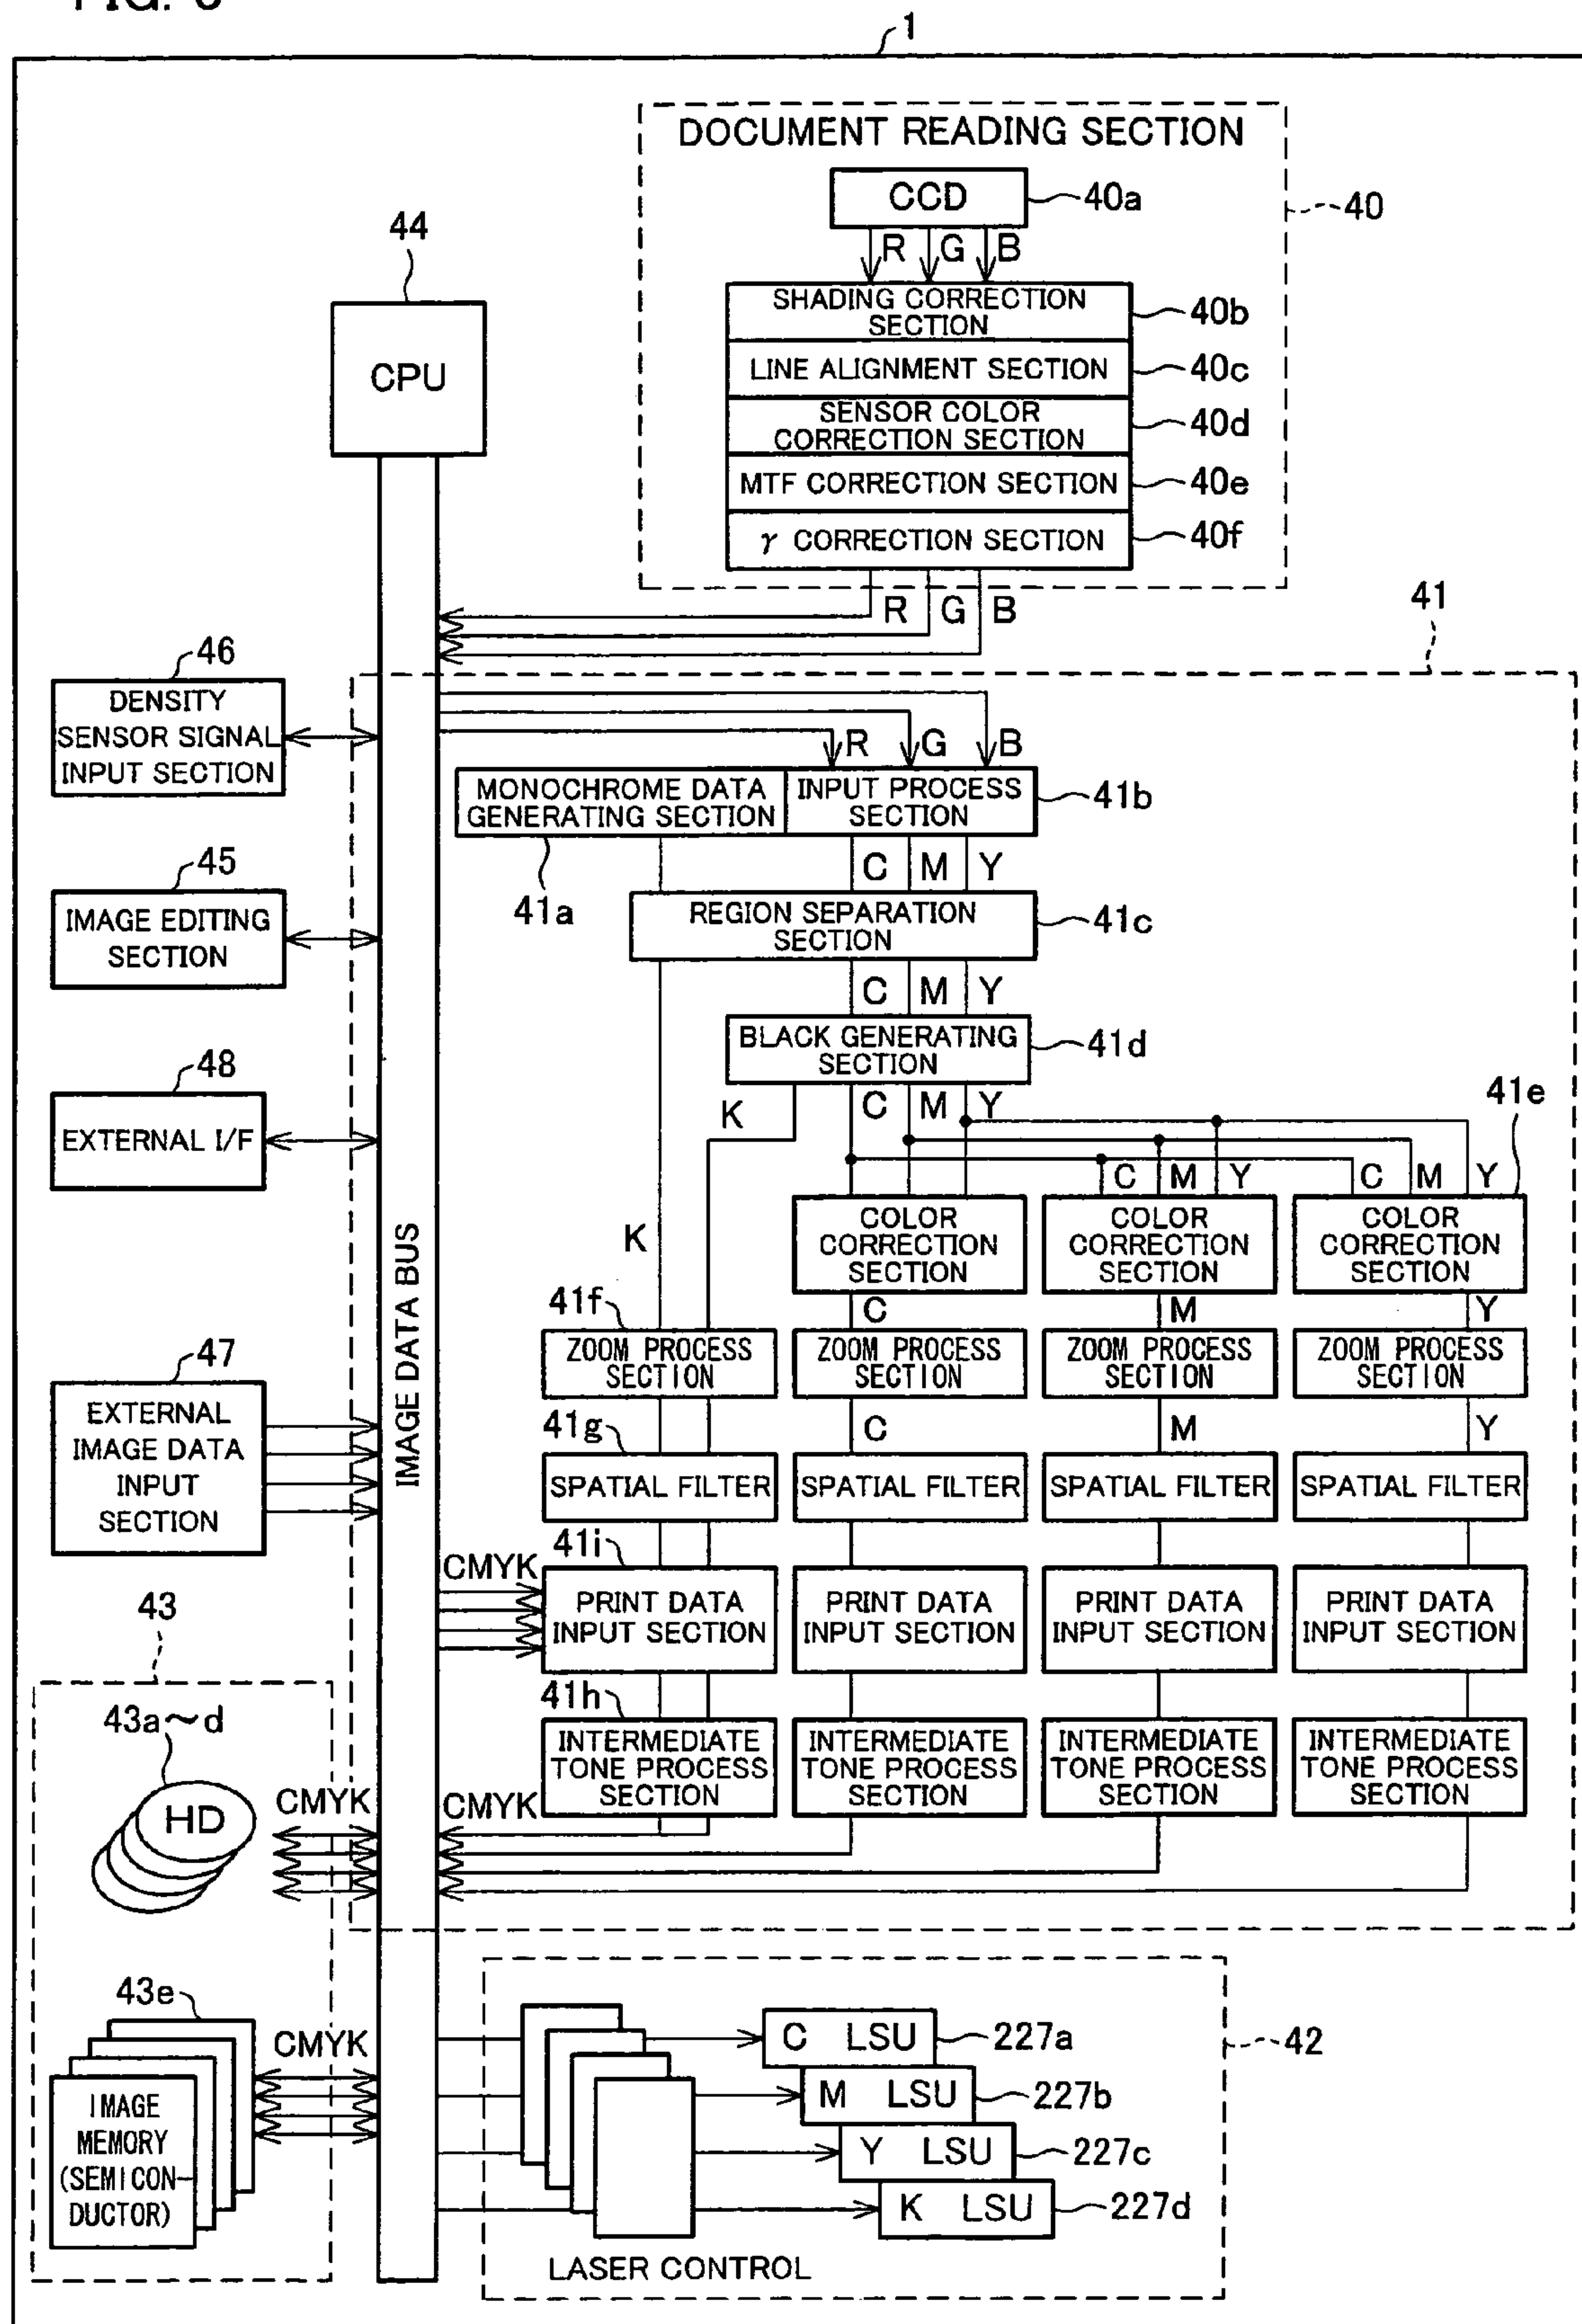 1
DOCUMENT READING SECTION
CCD
40a
40
R G B
SHADING CORRECTION
SECTION
40b
LINE ALIGNMENT SECTION
40c
SENSOR COLOR
CORRECTION SECTION
40d
MTF CORRECTION SECTION
40e
γ CORRECTION SECTION
40f
R G B
44
CPU
41
46
DENSITY
SENSOR SIGNAL
INPUT SECTION
R G B
MONOCHROME DATA
GENERATING SECTION
41a
INPUT PROCESS
SECTION
41b
C M Y
45
IMAGE EDITING
SECTION
REGION SEPARATION
SECTION
41c
C M Y
48
EXTERNAL I/F
BLACK GENERATING
SECTION
41d
K C M Y
41e
C M Y
C M Y
K
IMAGE DATA BUS
COLOR
CORRECTION
SECTION
COLOR
CORRECTION
SECTION
COLOR
CORRECTION
SECTION
C M Y
41f
ZOOM PROCESS
SECTION
ZOOM PROCESS
SECTION
ZOOM PROCESS
SECTION
ZOOM PROCESS
SECTION
47
EXTERNAL
IMAGE DATA
INPUT
SECTION
41g
C M Y
SPATIAL FILTER
SPATIAL FILTER
SPATIAL FILTER
SPATIAL FILTER
41i
CMYK
PRINT DATA
INPUT SECTION
PRINT DATA
INPUT SECTION
PRINT DATA
INPUT SECTION
PRINT DATA
INPUT SECTION
41h
INTERMEDIATE
TONE PROCESS
SECTION
INTERMEDIATE
TONE PROCESS
SECTION
INTERMEDIATE
TONE PROCESS
SECTION
INTERMEDIATE
TONE PROCESS
SECTION
43
43a~d
HD
CMYK
CMYK
43e
CMYK
IMAGE
MEMORY
(SEMICON-
DUCTOR)
42
C LSU
227a
M LSU
227b
Y LSU
227c
K LSU
227d
LASER CONTROL